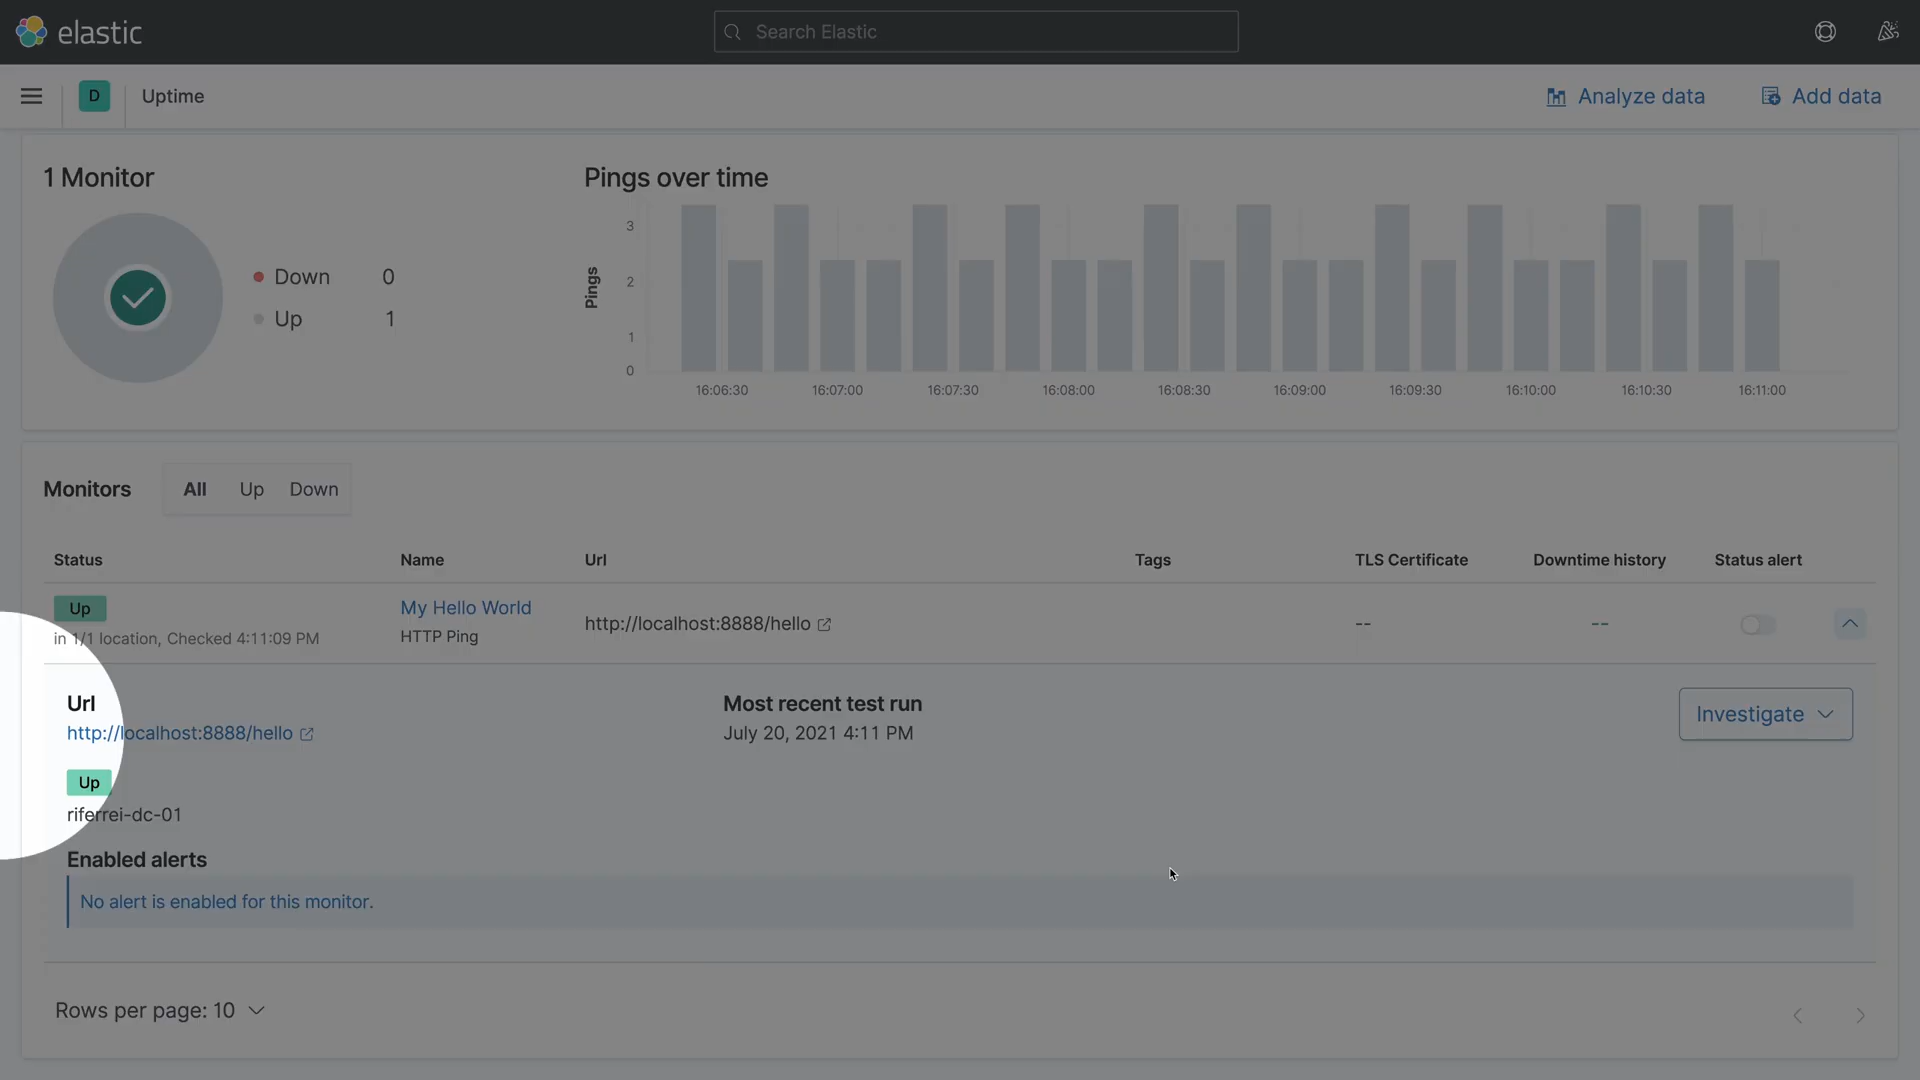 elastic
Search Elastic
D
Uptime
Analyze data
Add data
1 Monitor
Down 0
Up 1
Pings over time
Pings
3
2
1
0
16:06:30 16:07:00 16:07:30 16:08:00 16:08:30 16:09:00 16:09:30 16:10:00 16:10:30 16:11:00
Monitors All Up Down
Status Name Url Tags TLS Certificate Downtime history Status alert
Up
in 1/1 location, Checked 4:11:09 PM
My Hello World
HTTP Ping
http://localhost:8888/hello
-- --
Url
http://localhost:8888/hello
Most recent test run
July 20, 2021 4:11 PM
Investigate
Up
riferrei-dc-01
Enabled alerts
No alert is enabled for this monitor.
Rows per page: 10